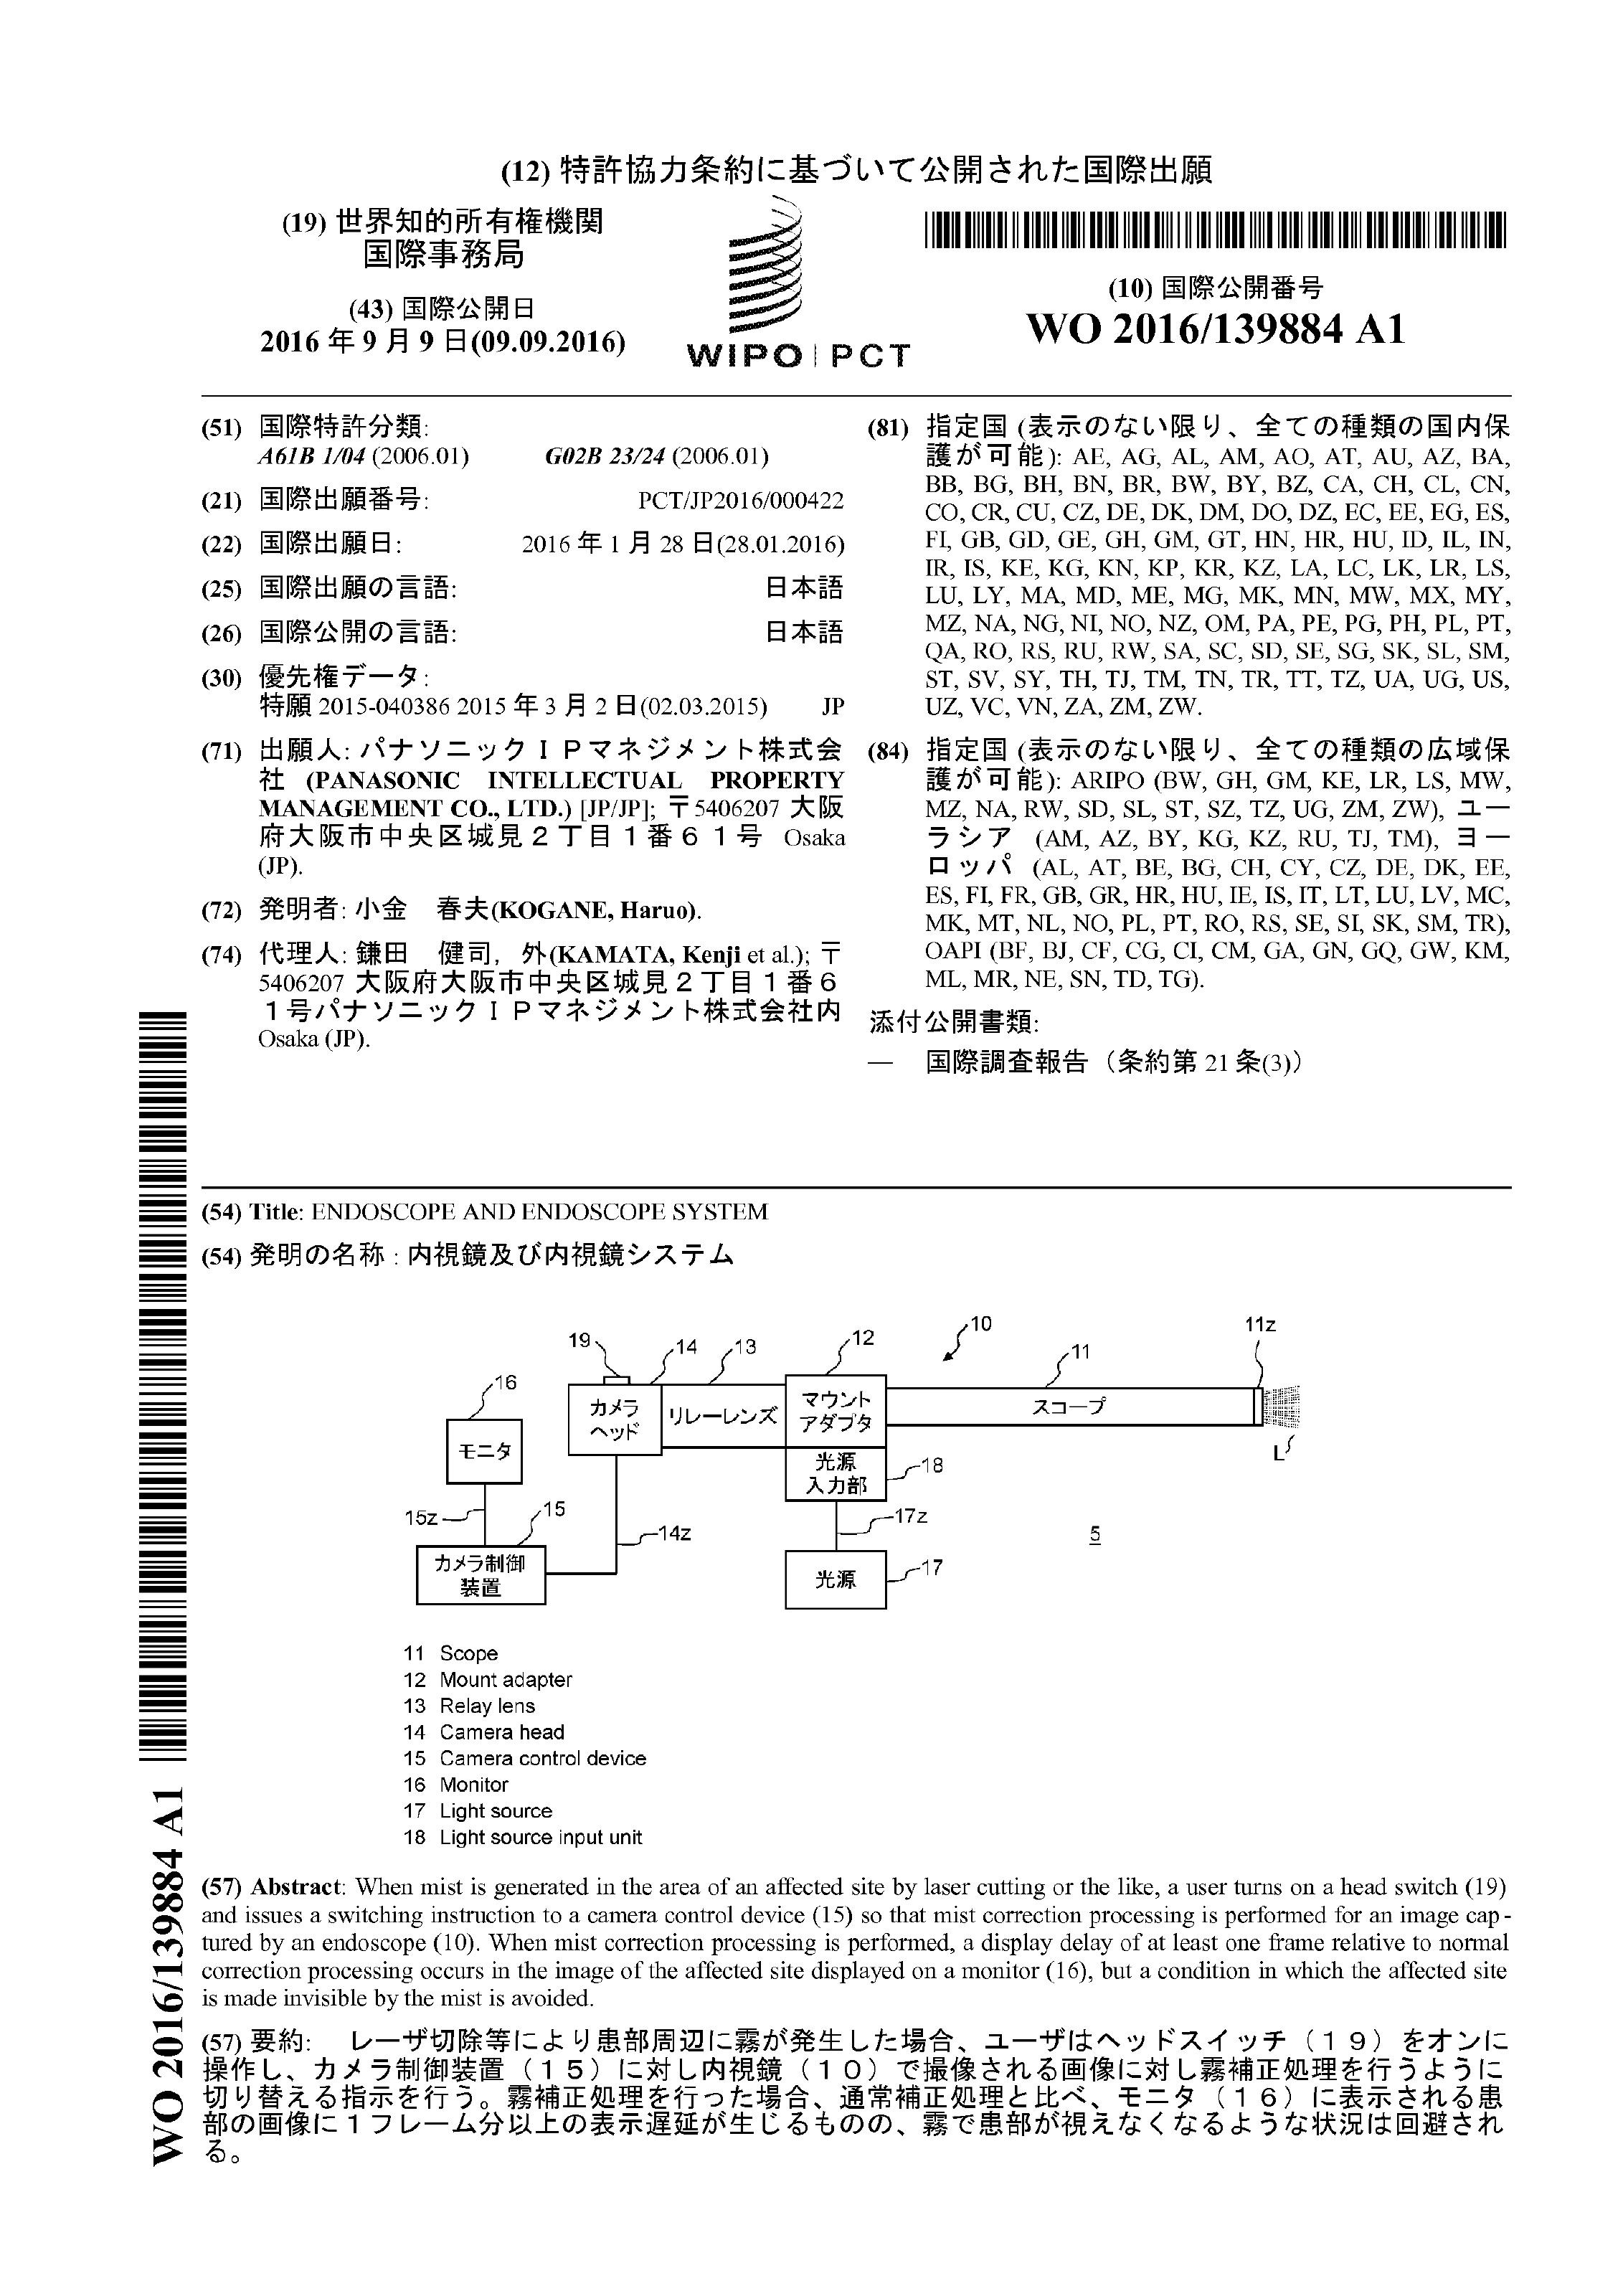 (12) 特許協力条約に基づいて公開された国際出願
(19) 世界知的所有権機関
国際事務局
(43) 国際公開日
2016 年 9 月 9 日(09.09.2016)
WIPO | PCT
(10) 国際公開番号
WO 2016/139884 A1
(51) 国際特許分類:
A61B 1/04 (2006.01) G02B 23/24 (2006.01)
(21) 国際出願番号: PCT/JP2016/000422
(22) 国際出願日: 2016 年 1 月 28 日(28.01.2016)
(25) 国際出願の言語: 日本語
(26) 国際公開の言語: 日本語
(30) 優先権データ:
特願 2015-040386 2015 年 3 月 2 日(02.03.2015) JP
(71) 出願人: パナソニックＩＰマネジメント株式会
社 (PANASONIC INTELLECTUAL PROPERTY
MANAGEMENT CO., LTD.) [JP/JP]; 〒5406207 大阪
府大阪市中央区城見２丁目１番６１号 Osaka
(JP).
(72) 発明者: 小金 春夫(KOGANE, Haruo).
(74) 代理人: 鎌田 健司, 外(KAMATA, Kenji et al.); 〒
5406207 大阪府大阪市中央区城見２丁目１番６
１号パナソニックＩＰマネジメント株式会社内
Osaka (JP).
(81) 指定国 (表示のない限り、全ての種類の国内保
護が可能): AE, AG, AL, AM, AO, AT, AU, AZ, BA,
BB, BG, BH, BN, BR, BW, BY, BZ, CA, CH, CL, CN,
CO, CR, CU, CZ, DE, DK, DM, DO, DZ, EC, EE, EG, ES,
FI, GB, GD, GE, GH, GM, GT, HN, HR, HU, ID, IL, IN,
IR, IS, KE, KG, KN, KP, KR, KZ, LA, LC, LK, LR, LS,
LU, LY, MA, MD, ME, MG, MK, MN, MW, MX, MY,
MZ, NA, NG, NI, NO, NZ, OM, PA, PE, PG, PH, PL, PT,
QA, RO, RS, RU, RW, SA, SC, SD, SE, SG, SK, SL, SM,
ST, SV, SY, TH, TJ, TM, TN, TR, TT, TZ, UA, UG, US,
UZ, VC, VN, ZA, ZM, ZW.
(84) 指定国 (表示のない限り、全ての種類の広域保
護が可能): ARIPO (BW, GH, GM, KE, LR, LS, MW,
MZ, NA, RW, SD, SL, ST, SZ, TZ, UG, ZM, ZW), ユー
ラシア (AM, AZ, BY, KG, KZ, RU, TJ, TM), ヨー
ロッパ (AL, AT, BE, BG, CH, CY, CZ, DE, DK, EE,
ES, FI, FR, GB, GR, HR, HU, IE, IS, IT, LT, LU, LV, MC,
MK, MT, NL, NO, PL, PT, RO, RS, SE, SI, SK, SM, TR),
OAPI (BF, BJ, CF, CG, CI, CM, GA, GN, GQ, GW, KM,
ML, MR, NE, SN, TD, TG).
添付公開書類:
— 国際調査報告（条約第 21 条(3)）
(54) Title: ENDOSCOPE AND ENDOSCOPE SYSTEM
(54) 発明の名称 : 内視鏡及び内視鏡システム
10
11z
19
14
13
12
11
16
カメラ
ヘッド
リレーレンズ
マウント
アダプタ
スコープ
モニタ
L
光源
入力部
18
15z
15
14z
17z
5
カメラ制御
装置
光源
17
11 Scope
12 Mount adapter
13 Relay lens
14 Camera head
15 Camera control device
16 Monitor
17 Light source
18 Light source input unit
(57) Abstract: When mist is generated in the area of an affected site by laser cutting or the like, a user turns on a head switch (19)
and issues a switching instruction to a camera control device (15) so that mist correction processing is performed for an image cap-
tured by an endoscope (10). When mist correction processing is performed, a display delay of at least one frame relative to normal
correction processing occurs in the image of the affected site displayed on a monitor (16), but a condition in which the affected site
is made invisible by the mist is avoided.
(57) 要約: レーザ切除等により患部周辺に霧が発生した場合、ユーザはヘッドスイッチ（１９）をオンに
操作し、カメラ制御装置（１５）に対し内視鏡（１０）で撮像される画像に対し霧補正処理を行うように
切り替える指示を行う。霧補正処理を行った場合、通常補正処理と比べ、モニタ（１６）に表示される患
部の画像に１フレーム分以上の表示遅延が生じるものの、霧で患部が視えなくなるような状況は回避され
る。
WO 2016/139884 A1